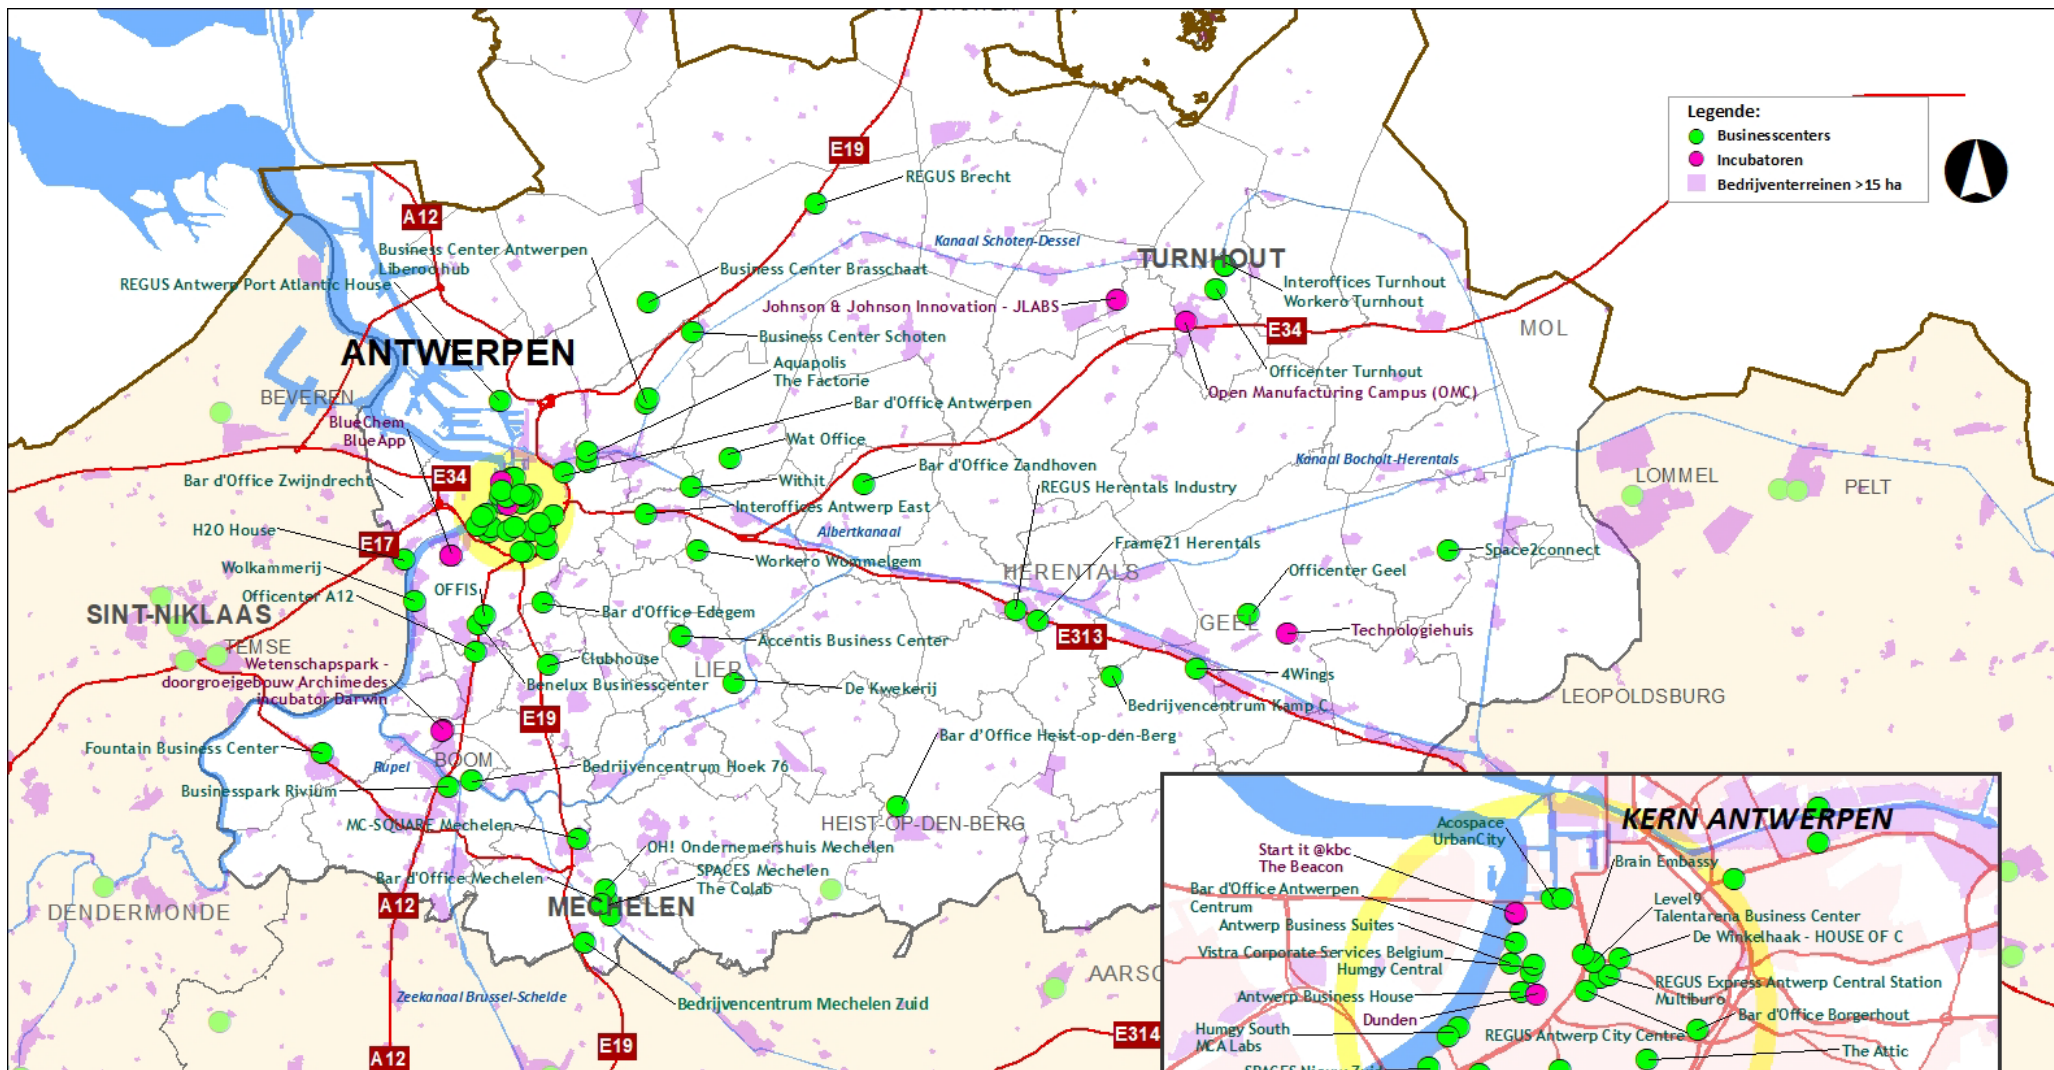 Legende:
Businesscenters
Incubatoren
Bedrijventerreinen >15 ha
E19
REGUS Brecht
A12
Business Center Antwerpen
Liberoo hub
Kanaal Schoten-Dessel
TURNHOUT
REGUS Antwerp Port Atlantic House
Business Center Brasschaat
Interoffices Turnhout
Workero Turnhout
Johnson & Johnson Innovation - JLABS
E34
MOL
Business Center Schoten
ANTWERPEN
Aquapolis
The Factorie
Officenter Turnhout
Open Manufacturing Campus (OMC)
BEVEREN
Bar d'Office Antwerpen
BlueChem
BlueApp
Wat Office
Kanaal Bocholt-Herentals
Bar d'Office Zandhoven
LOMMEL
PELT
E34
Bar d'Office Zwijndrecht
Withit
REGUS Herentals Industry
Interoffices Antwerp East
H2O House
E17
Albertkanaal
Frame21 Herentals
Space2connect
Workero Wommelgem
Wolkammerij
HERENTALS
Officenter Geel
OFFIS
Officenter A12
SINT-NIKLAAS
Bar d'Office Edegem
GEEL
Technologiehuis
E313
TEMSE
Accentis Business Center
Clubhouse
LIER
Wetenschapspark -
doorgroeigebouw Archimedes
incubator Darwin
Benelux Businesscenter
De Kwekerij
4Wings
LEOPOLDSBURG
Bedrijvencentrum Kamp C
E19
Fountain Business Center
Bar d'Office Heist-op-den-Berg
BOOM
Rupel
Bedrijvencentrum Hoek 76
Businesspark Rivium
MC-SQUARE Mechelen
HEIST-OP-DEN-BERG
OH! Ondernemershuis Mechelen
Bar d'Office Mechelen
SPACES Mechelen
The Colab
A12
MECHELEN
DENDERMONDE
Zeekanaal Brussel-Schelde
Bedrijvencentrum Mechelen Zuid
AARSC
E314
E19
A12
KERN ANTWERPEN
Acospace
UrbanCity
Start it @kbc
The Beacon
Brain Embassy
Bar d'Office Antwerpen
Centrum
Level9
Talentarena Business Center
Antwerp Business Suites
De Winkelhaak - HOUSE OF C
Vistra Corporate Services Belgium
Humgy Central
REGUS Express Antwerp Central Station
Multiburo
Antwerp Business House
Dunden
Bar d'Office Borgerhout
Humgy South
MCA Labs
REGUS Antwerp City Centre
The Attic